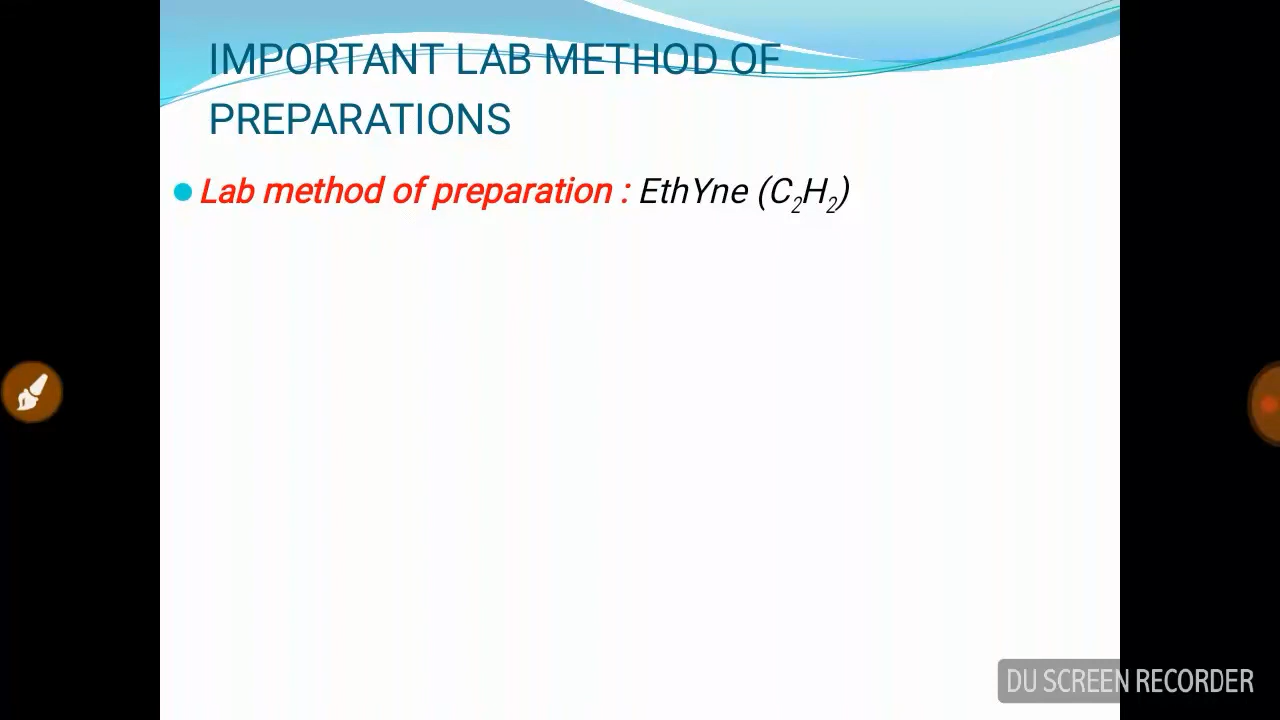 IMPORTANT LAB METHOD OF
PREPARATIONS
Lab method of preparation : EthYne (C₂H₂)
DU SCREEN RECORDER